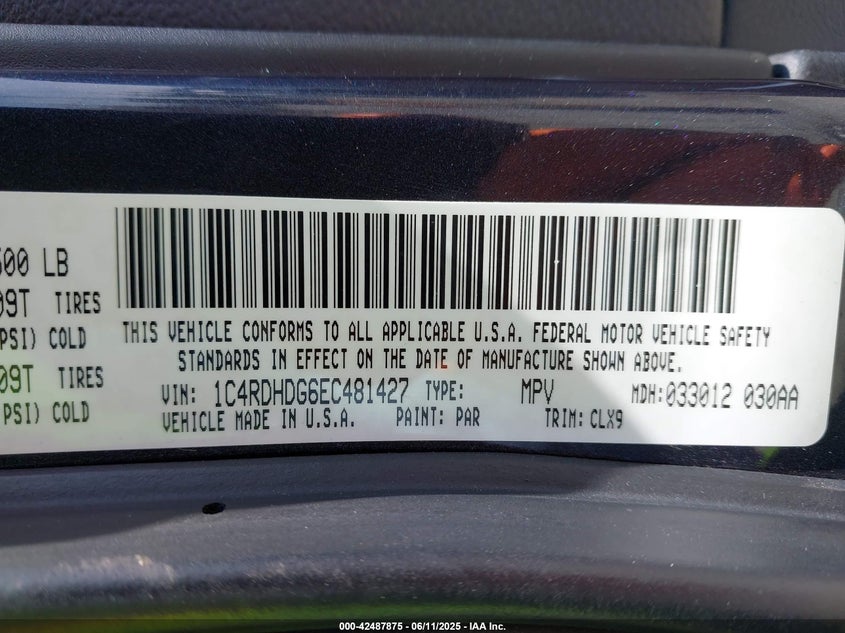 500 LB
09T TIRES
PSI) COLD
09T TIRES
PSI) COLD
THIS VEHICLE CONFORMS TO ALL APPLICABLE U.S.A. FEDERAL MOTOR VEHICLE SAFETY
STANDARDS IN EFFECT ON THE DATE OF MANUFACTURE SHOWN ABOVE.
VIN: 1C4RDHDG6EC481427 TYPE: MPV MDH: 033012 030AA
VEHICLE MADE IN U.S.A. PAINT: PAR TRIM: CLX9
000-42487875 - 06/11/2025 - IAA Inc.